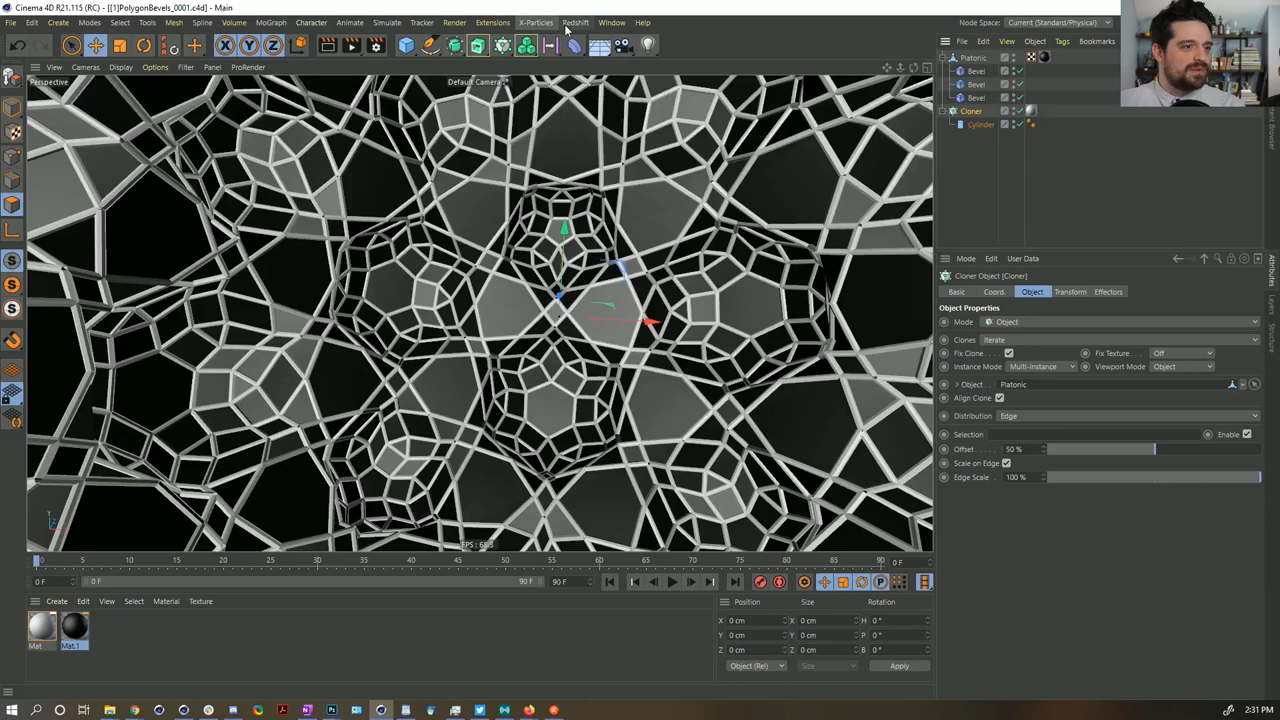 Cinema 4D R21.115 (RC) - [[1]PolygonBevels_0001.c4d] - Main
File Edit Create Modes Select Tools Mesh Spline Volume MoGraph Character Animate Simulate Tracker Render Extensions X-Particles Redshift Window Help
Node Space: Current (Standard/Physical)
View Cameras Display Options Filter Panel ProRender
File Edit View Object Tags Bookmarks
Perspective
Default Camera
Platonic
Bevel
Bevel
Bevel
Cloner
Cylinder
Mode Edit User Data
Cloner Object [Cloner]
Basic Coord. Object Transform Effectors
Object Properties
Mode Object
Clones Iterate
Fix Clone Fix Texture Off
Instance Mode Multi-Instance Viewport Mode Object
Object Platonic
Align Clone
Distribution Edge
Selection Enable
Offset 50 %
Scale on Edge
Edge Scale 100 %
Attributes
Layers
Structure
Y
Z
FPS : 68.3
0 5 10 15 20 25 30 35 40 45 50 55 60 65 70 75 80 85 90 0 F
0 F 0 F 90 F 90 F
Create Edit View Select Material Texture
Mat
Mat.1
Position Size Rotation
X 0 cm X 0 cm H 0 °
Y 0 cm Y 0 cm P 0 °
Z 0 cm Z 0 cm B 0 °
Object (Rel) Size Apply
2:31 PM